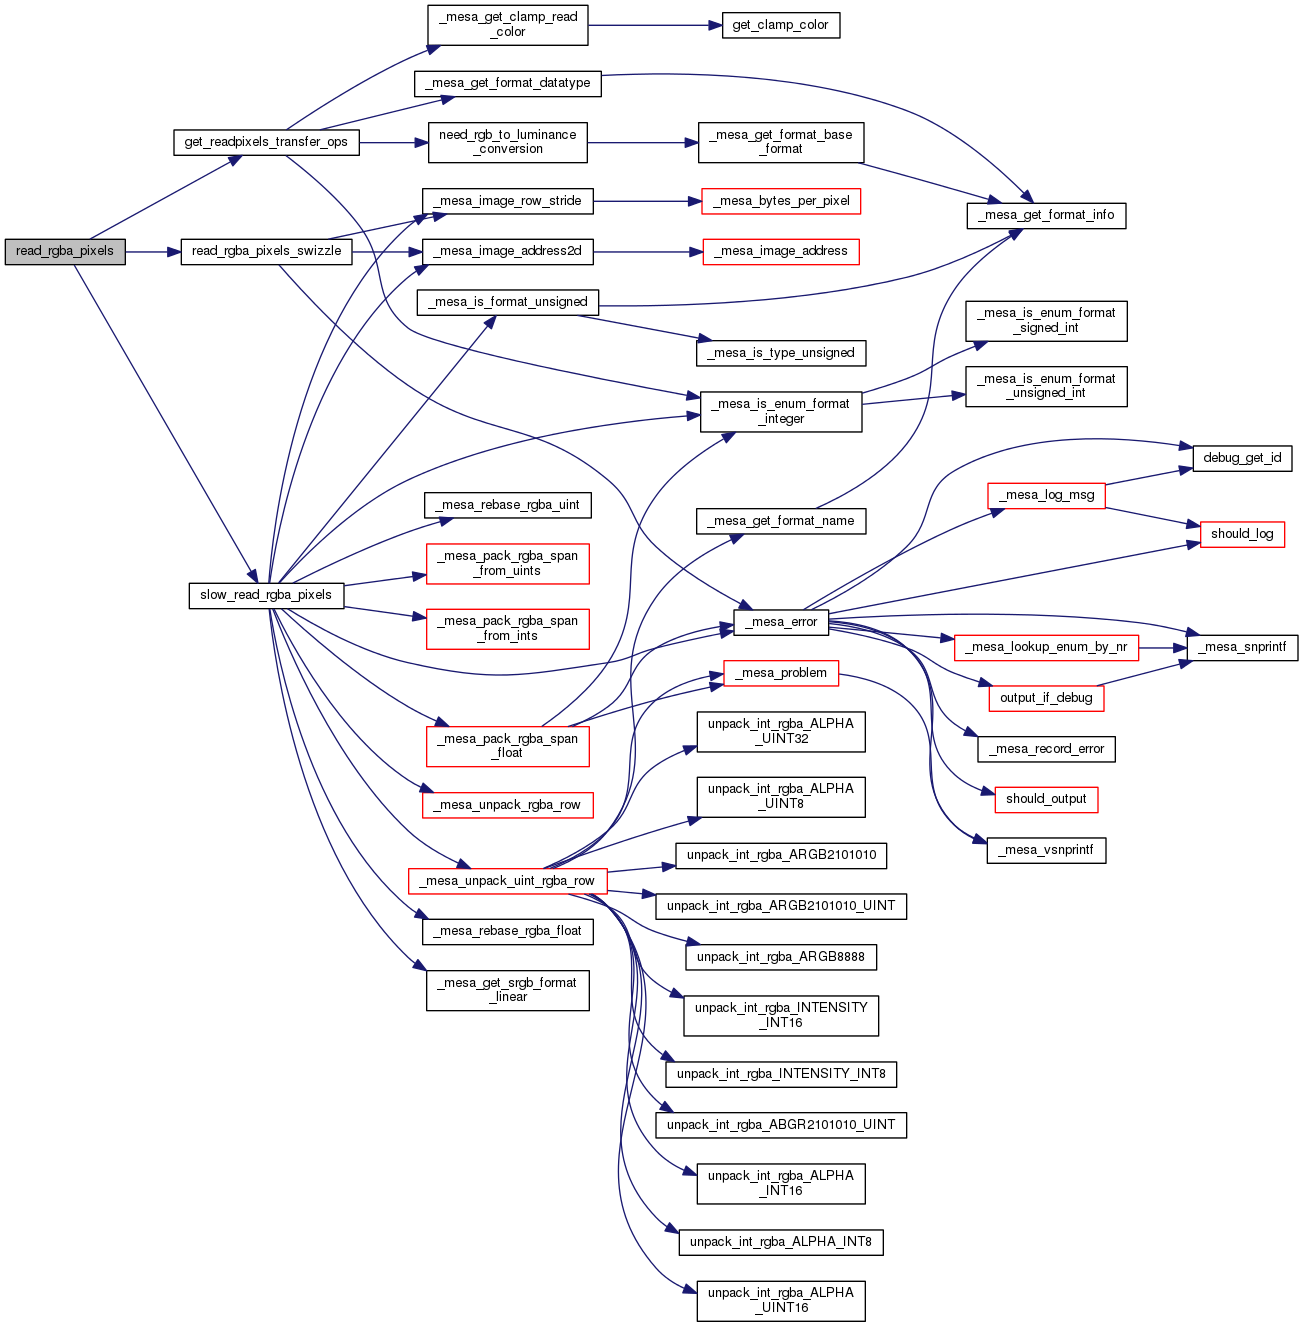 _mesa_get_clamp_read
_color
get_clamp_color
_mesa_get_format_datatype
get_readpixels_transfer_ops
need_rgb_to_luminance
_conversion
_mesa_get_format_base
_format
_mesa_image_row_stride
_mesa_bytes_per_pixel
_mesa_get_format_info
read_rgba_pixels
read_rgba_pixels_swizzle
_mesa_image_address2d
_mesa_image_address
_mesa_is_format_unsigned
_mesa_is_enum_format
_signed_int
_mesa_is_type_unsigned
_mesa_is_enum_format
_unsigned_int
_mesa_is_enum_format
_integer
debug_get_id
_mesa_log_msg
_mesa_rebase_rgba_uint
_mesa_get_format_name
should_log
_mesa_pack_rgba_span
_from_uints
slow_read_rgba_pixels
_mesa_pack_rgba_span
_from_ints
_mesa_error
_mesa_lookup_enum_by_nr
_mesa_snprintf
_mesa_problem
output_if_debug
_mesa_pack_rgba_span
_float
unpack_int_rgba_ALPHA
_UINT32
_mesa_record_error
_mesa_unpack_rgba_row
unpack_int_rgba_ALPHA
_UINT8
should_output
_mesa_vsnprintf
unpack_int_rgba_ARGB2101010
_mesa_unpack_uint_rgba_row
unpack_int_rgba_ARGB2101010_UINT
_mesa_rebase_rgba_float
unpack_int_rgba_ARGB8888
_mesa_get_srgb_format
_linear
unpack_int_rgba_INTENSITY
_INT16
unpack_int_rgba_INTENSITY_INT8
unpack_int_rgba_ABGR2101010_UINT
unpack_int_rgba_ALPHA
_INT16
unpack_int_rgba_ALPHA_INT8
unpack_int_rgba_ALPHA
_UINT16